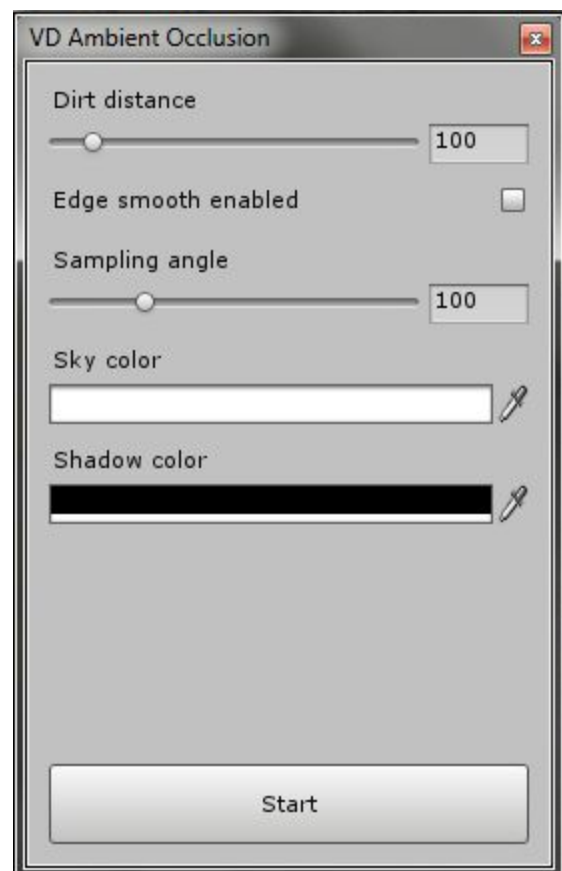 VD Ambient Occlusion
Dirt distance
100
Edge smooth enabled
Sampling angle
100
Sky color
Shadow color
Start